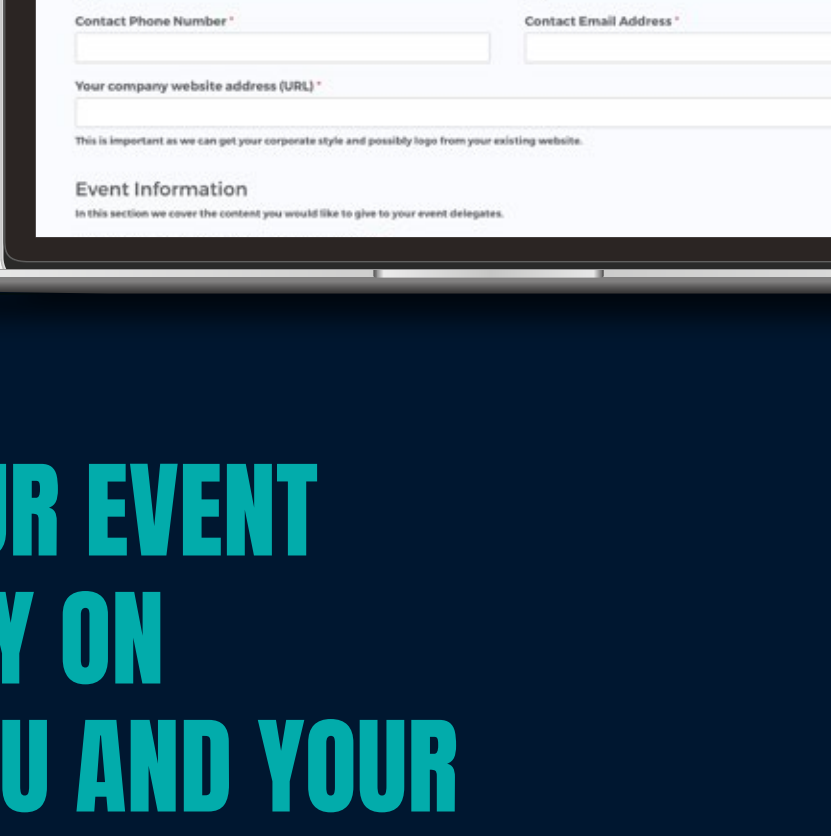 Contact Phone Number *
Contact Email Address *
Your company website address (URL) *
This is important as we can get your corporate style and possibly logo from your existing website.
Event Information
In this section we cover the content you would like to give to your event delegates.
UR EVENT
Y ON
U AND YOUR